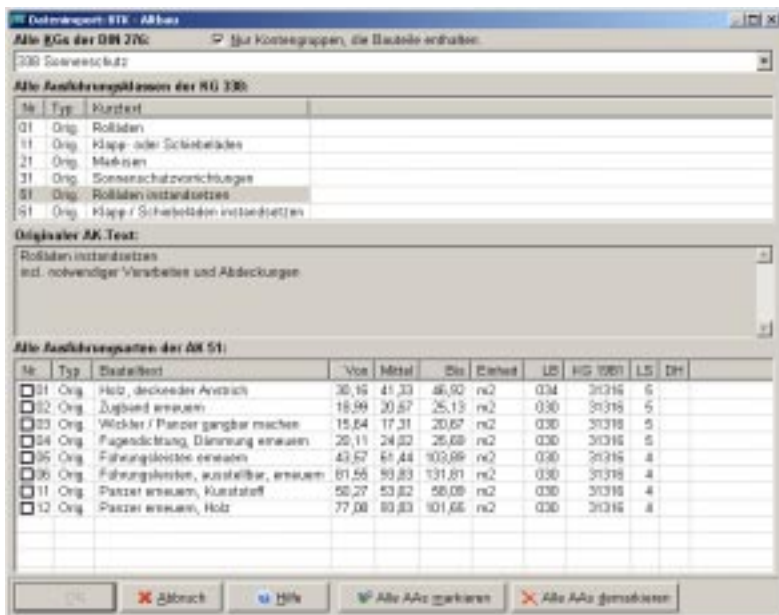 Datenimport: BTK - Altbau
Alle KGs der DIN 276: Nur Kostengruppen, die Bauteile enthalten.
338 Sonnenschutz
Alle Ausführungsklassen der KG 338:
Nr Typ Kurztext
01 Orig. Rolläden
11 Orig. Klapp- oder Schiebeläden
21 Orig. Markisen
31 Orig. Sonnenschutzvorrichtungen
51 Orig. Rolläden instandsetzen
61 Orig. Klapp / Schiebeläden instandsetzen
Originaler AK-Text:
Rolläden instandsetzen
incl. notwendiger Vorarbeiten und Abdeckungen
Alle Ausführungsarten der AK 51:
Nr. Typ Bauteiltext Von Mittel Bis Einheit LB KG 1981 LS DH
01 Orig. Holz, deckender Anstrich 30,16 41,33 46,92 m2 034 31316 5
02 Orig. Zugband erneuern 18,99 20,67 25,13 m2 030 31316 5
03 Orig. Wickler / Panzer gangbar machen 15,64 17,31 20,67 m2 030 31316 5
04 Orig. Fugendichtung, Dämmung erneuern 20,11 24,02 m2 030 31316 5
05 Orig. Führungsleisten erneuern 43,57 61,44 103,89 m2 030 31316 4
06 Orig. Führungsleisten, ausstellbar, erneuern 81,55 131,81 m2 030 31316 4
11 Orig. Panzer erneuern, Kunststoff 50,27 53,62 58,09 m2 030 31316 4
12 Orig. Panzer erneuern, Holz 77,08 101,66 m2 030 31316 4
OK Abbruch Hilfe Alle AAs markieren Alle AAs demarkieren